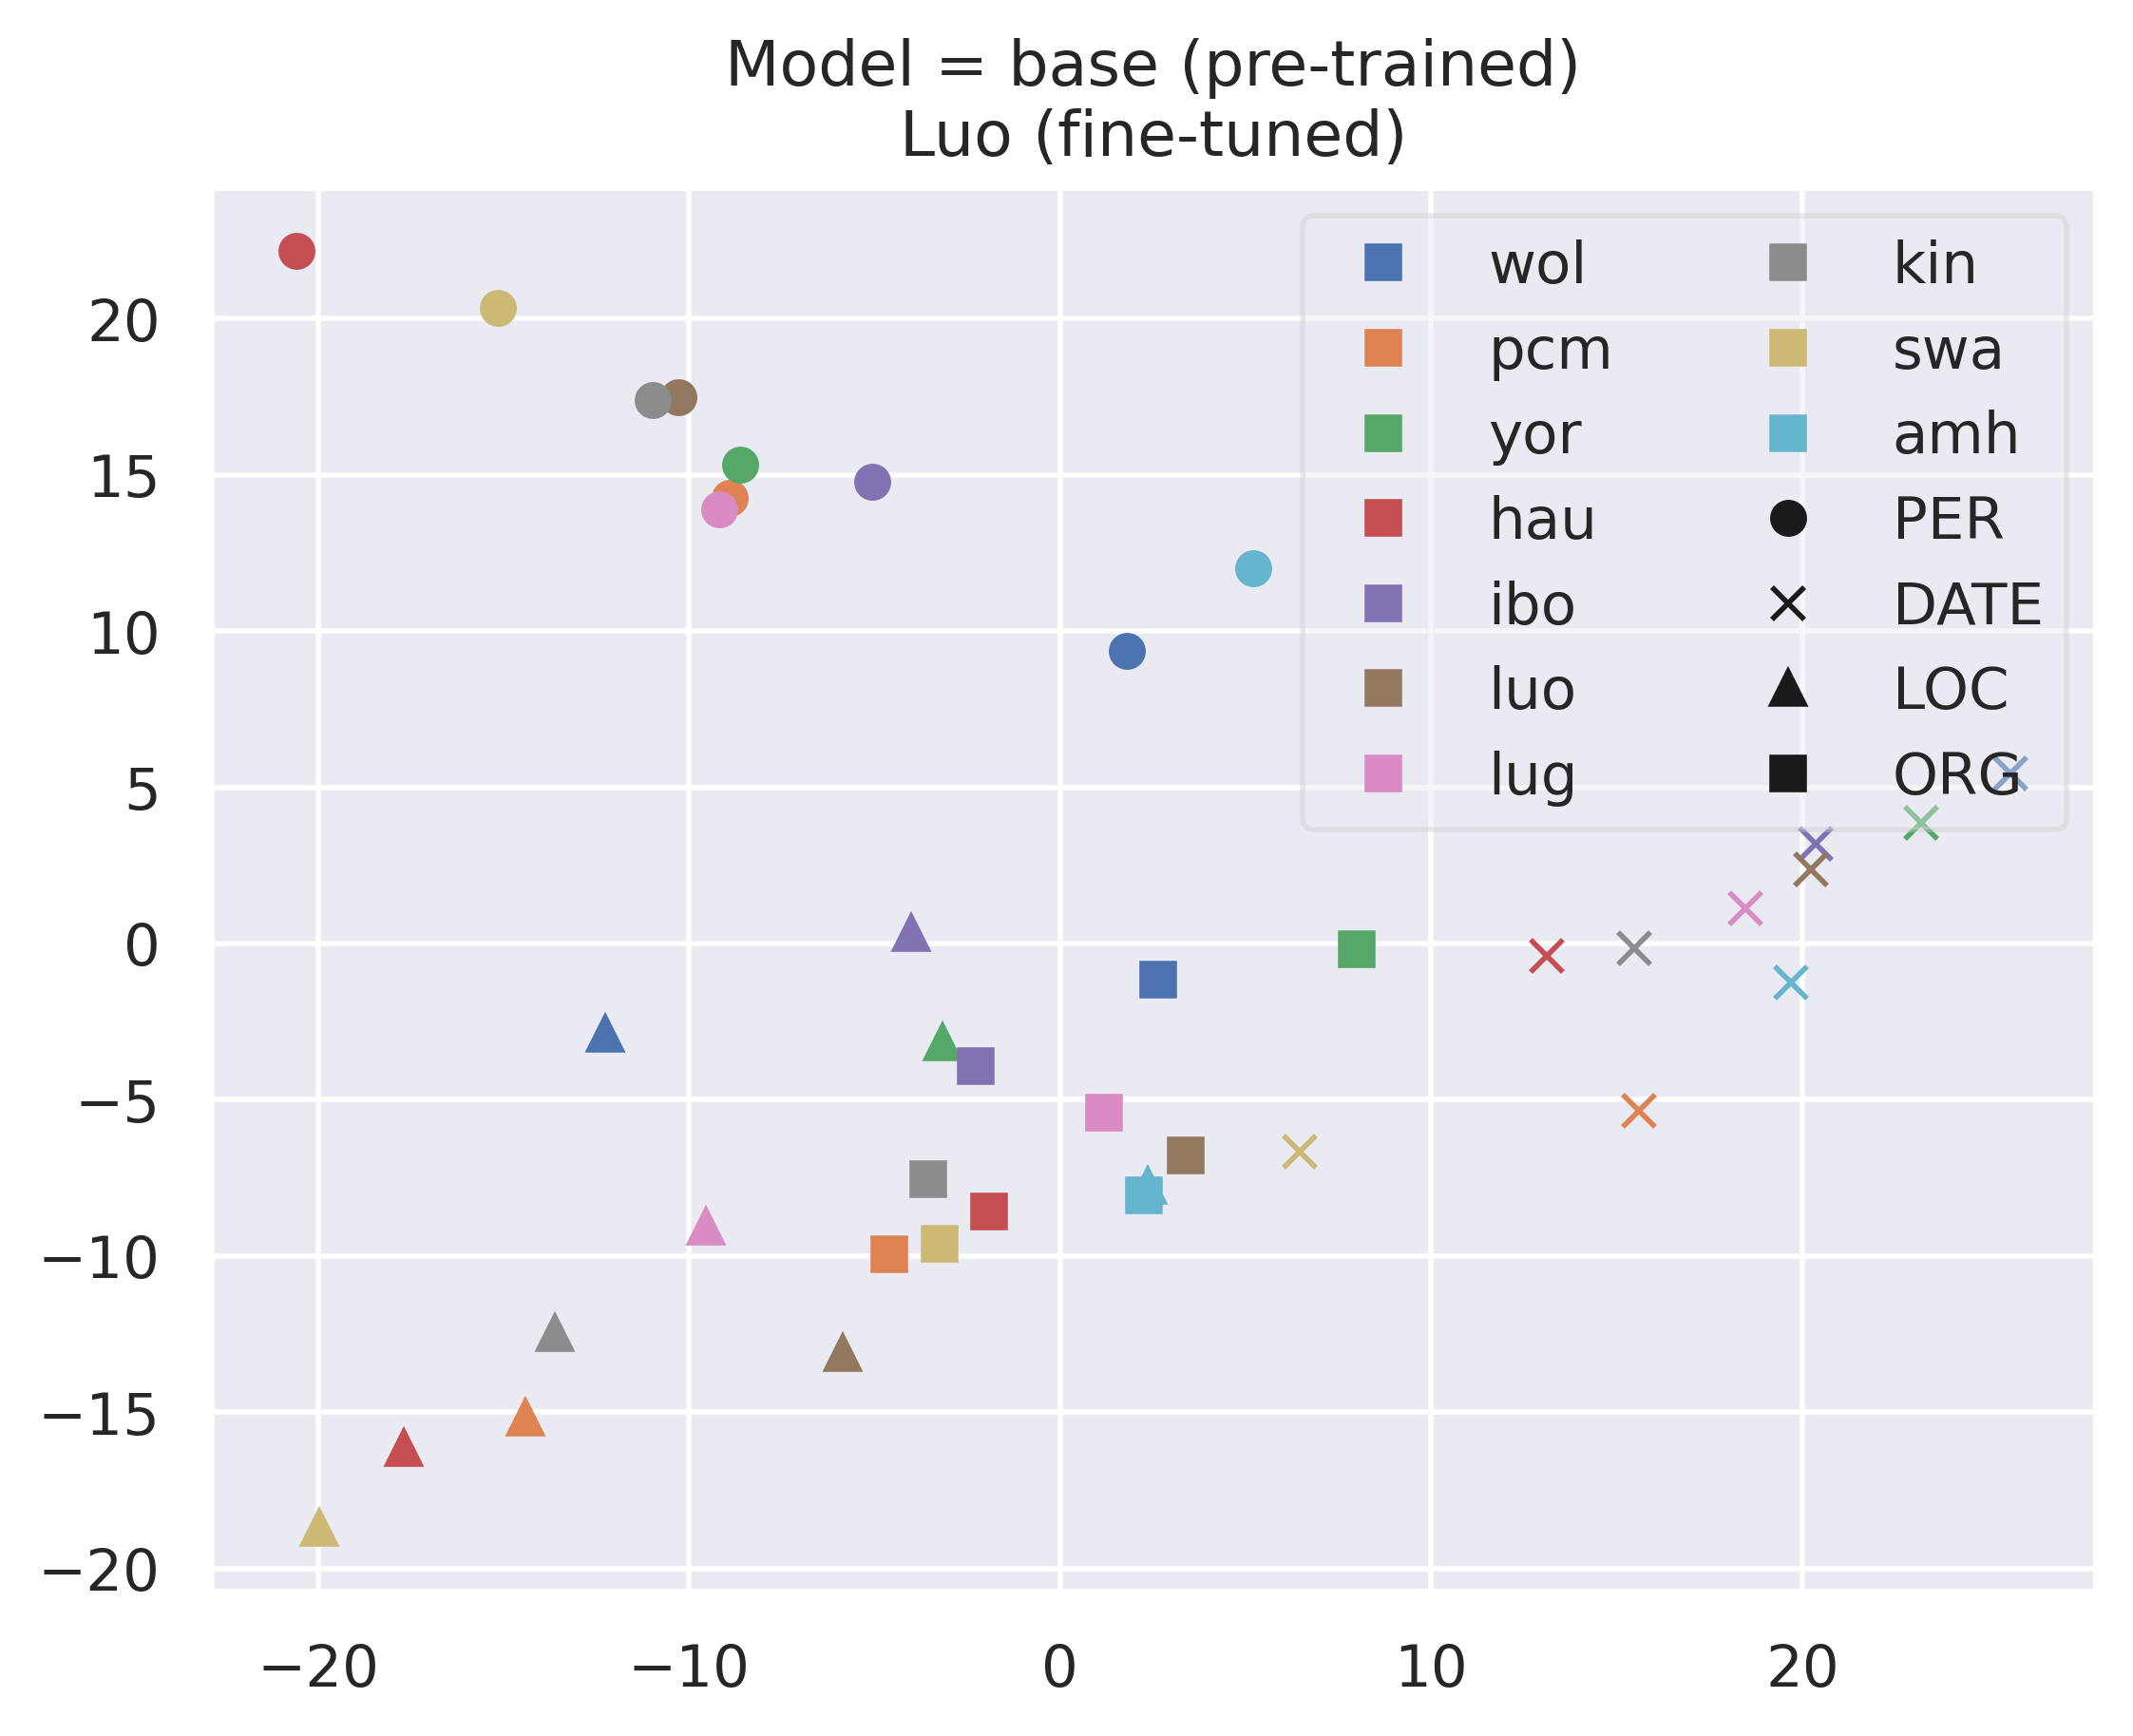 Model = base (pre-trained)
Luo (fine-tuned)
wol
pcm
yor
hau
ibo
luo
lug
kin
swa
amh
PER
DATE
LOC
ORG
20
15
10
5
0
−5
−10
−15
−20
−20
−10
0
10
20